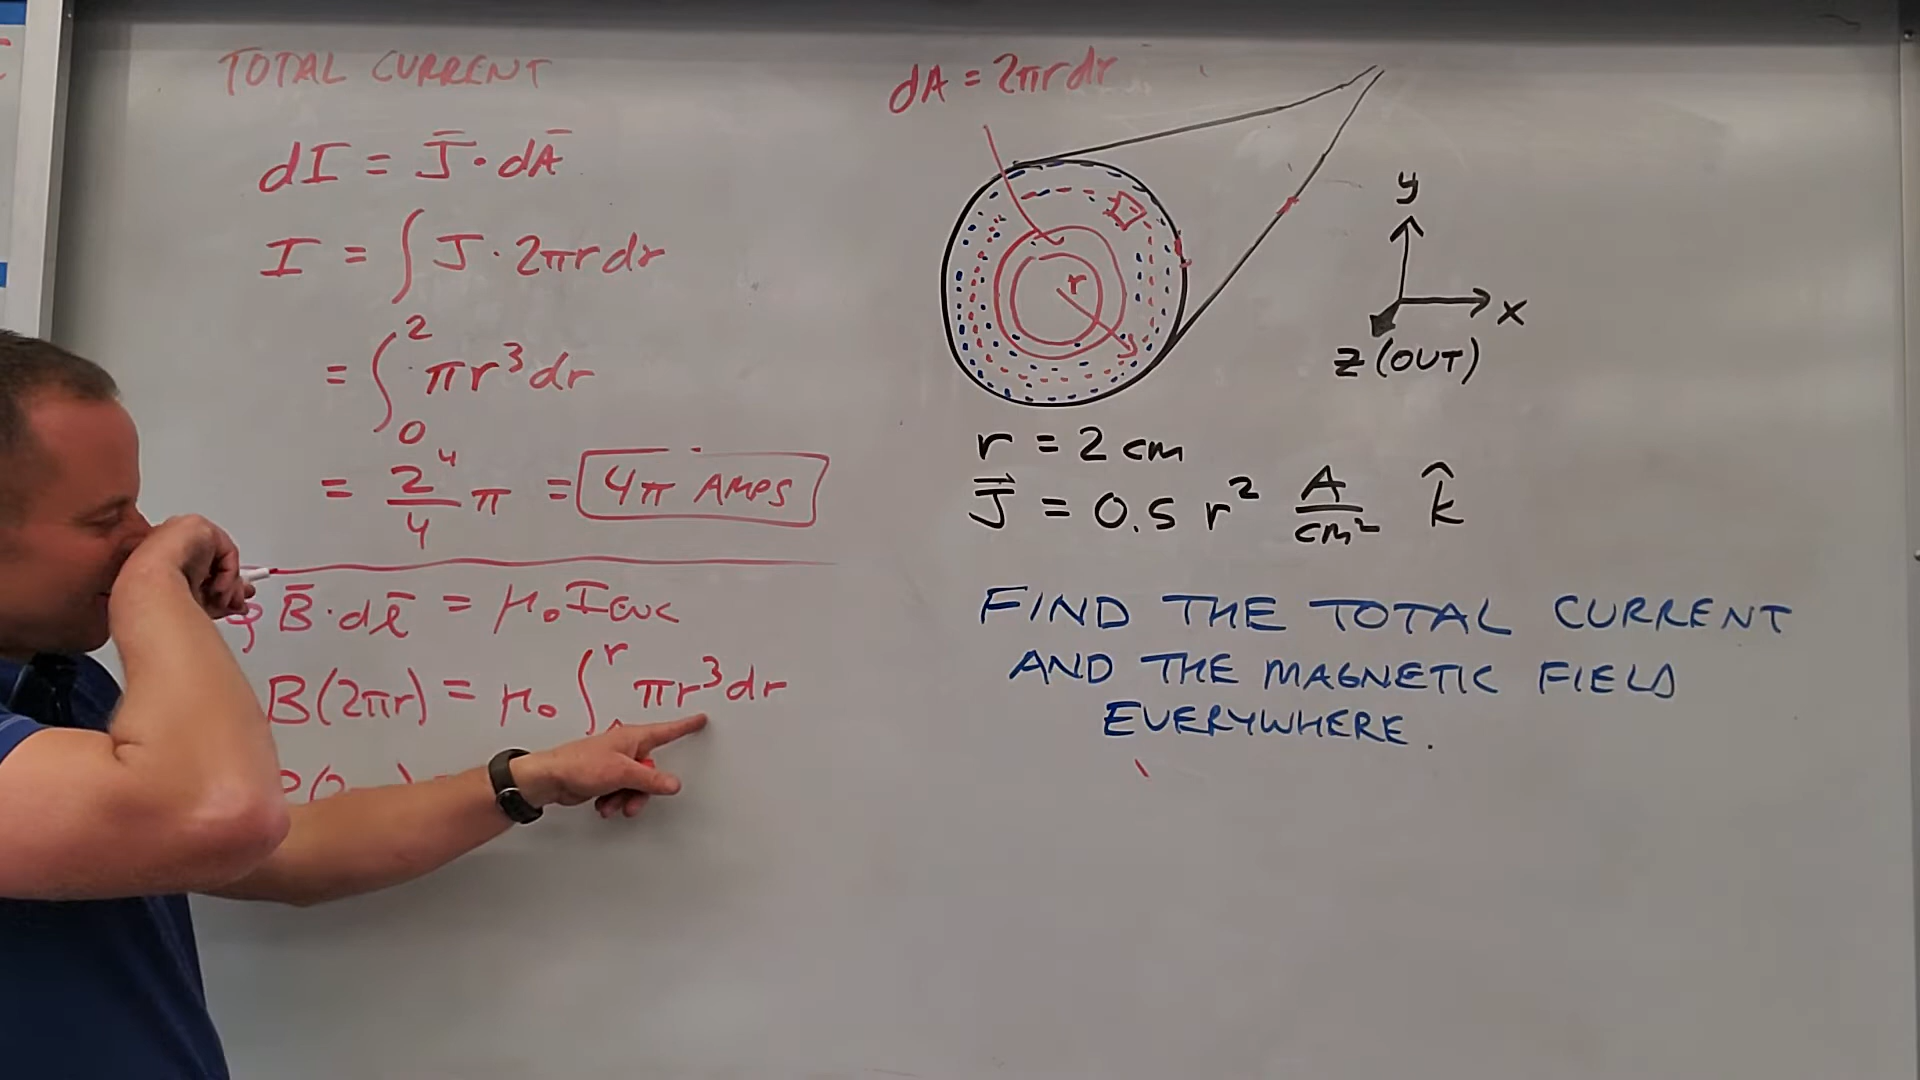 TOTAL CURRENT
dI = J̄ · dĀ
I = ∫ J · 2πr dr
= ∫₀² πr³ dr
= 2⁴/4 π = 4π AMPS
∮ B̄ · dℓ̄ = μ₀ I enc
B(2πr) = μ₀ ∫ʳ πr³ dr
dA = 2πr dr
r
y
x
z (OUT)
r = 2 cm
J⃗ = 0.5 r² A/cm² k̂
FIND THE TOTAL CURRENT
AND THE MAGNETIC FIELD
EVERYWHERE.